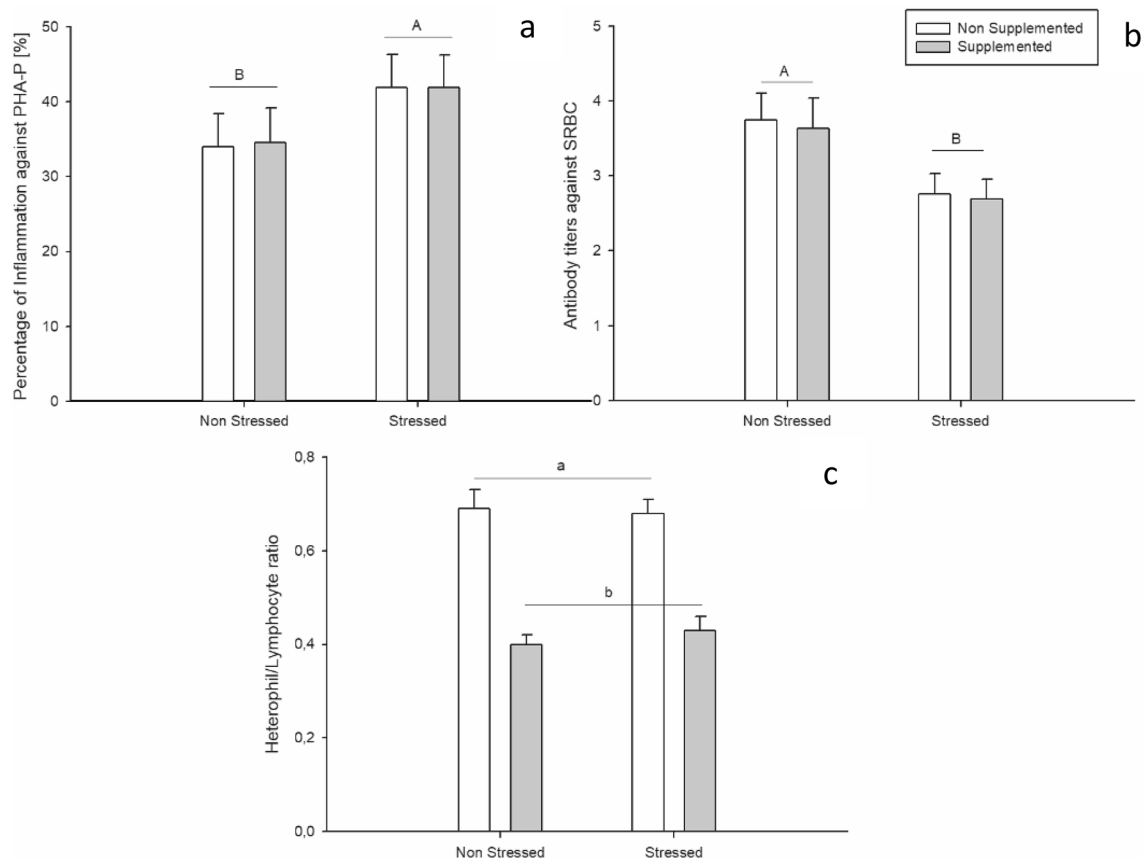 a
Percentage of Inflammation against PHA-P [%]
50
40
30
20
10
0
B
A
Non Stressed
Stressed
b
Non Supplemented
Supplemented
Antibody titers against SRBC
5
4
3
2
1
0
A
B
Non Stressed
Stressed
c
Heterophil/Lymphocyte ratio
0,8
0,6
0,4
0,2
0,0
a
b
Non Stressed
Stressed